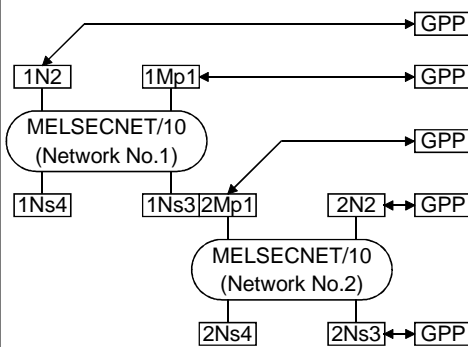 GPP
1N2 1Mp1 GPP
MELSECNET/10
(Network No.1)
GPP
1Ns4 1Ns3 2Mp1 2N2 GPP
MELSECNET/10
(Network No.2)
2Ns4 2Ns3 GPP